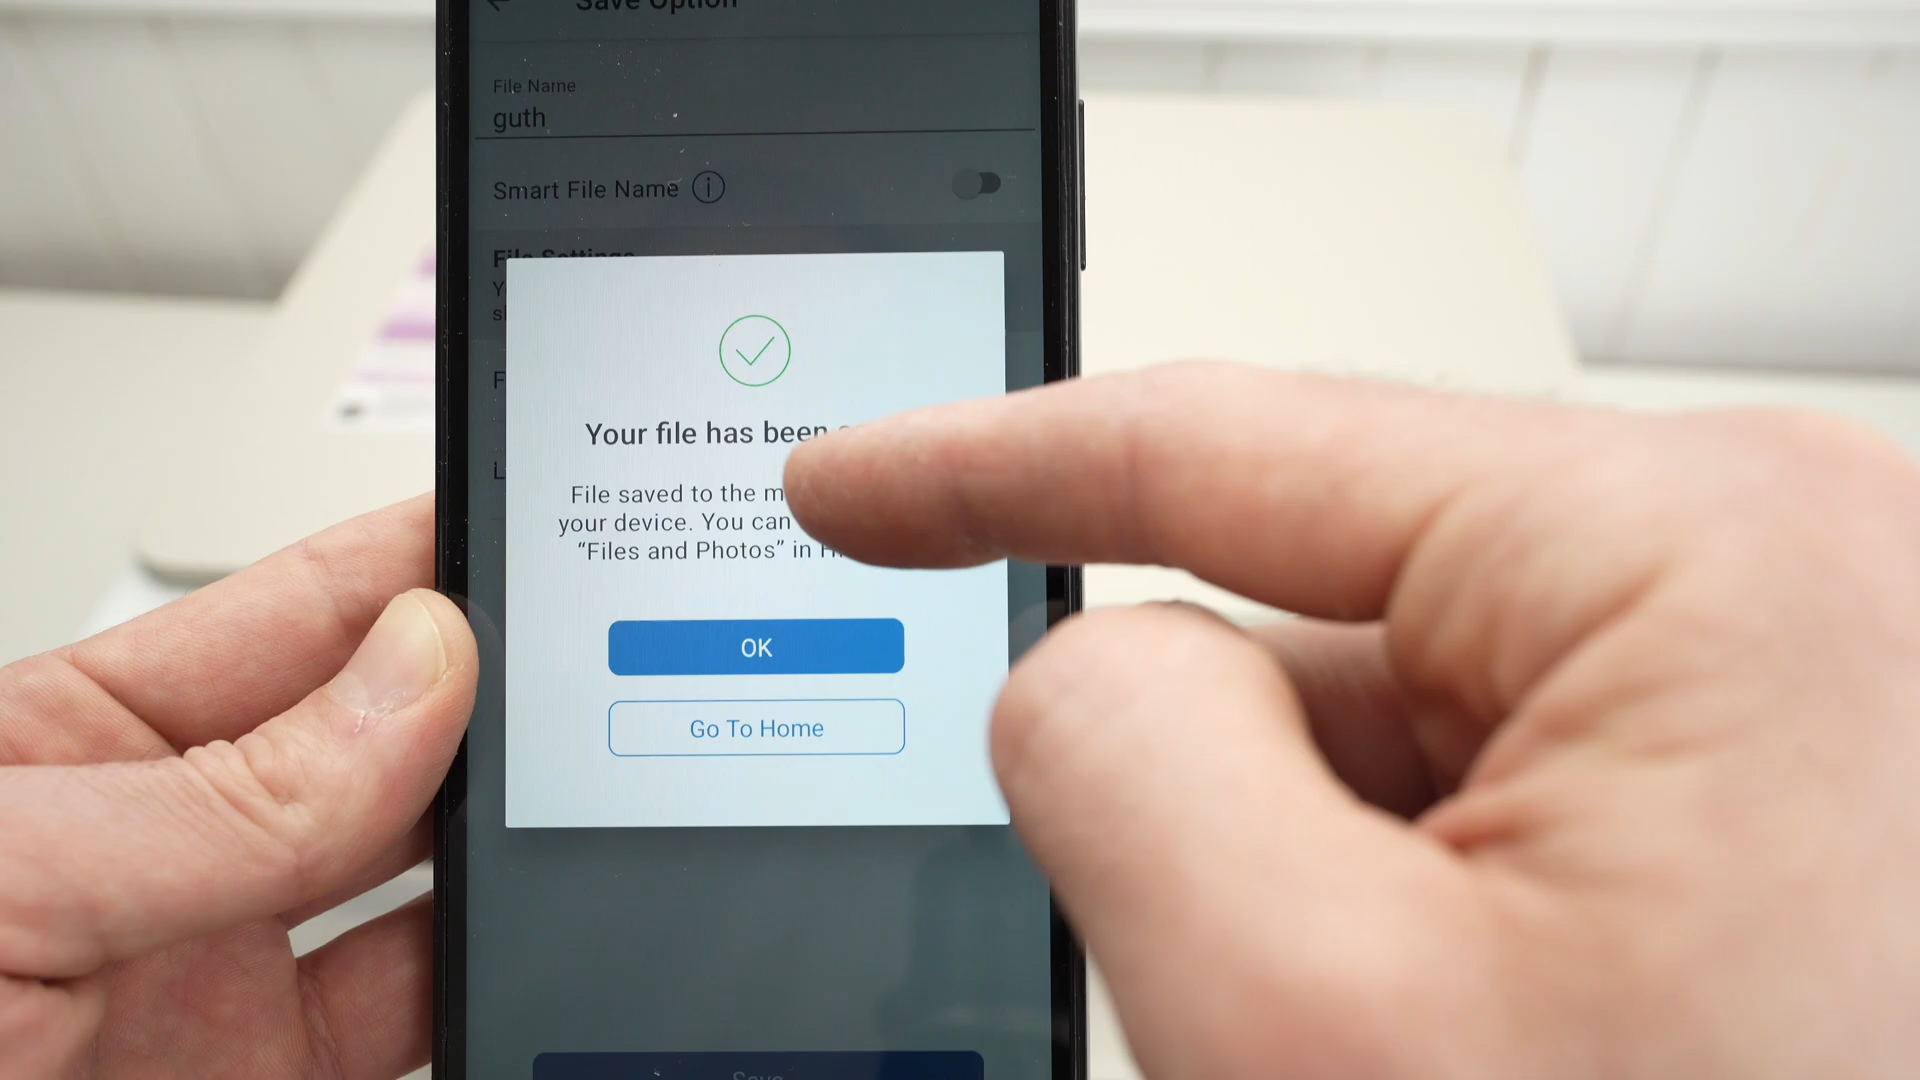 Save Option
File Name
guth
Smart File Name
File Settings
Your file has been
File saved to the
your device. You can
“Files and Photos” in
OK
Go To Home
Save